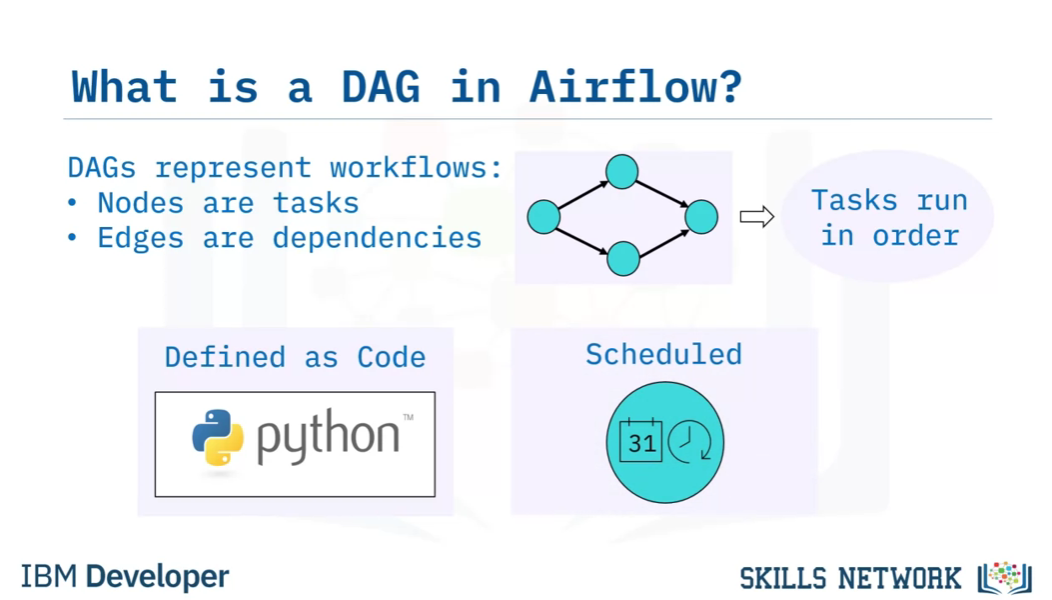 What is a DAG in Airflow?
DAGs represent workflows:
• Nodes are tasks
• Edges are dependencies
Tasks run
in order
Defined as Code
python™
Scheduled
31
IBM Developer
SKILLS NETWORK